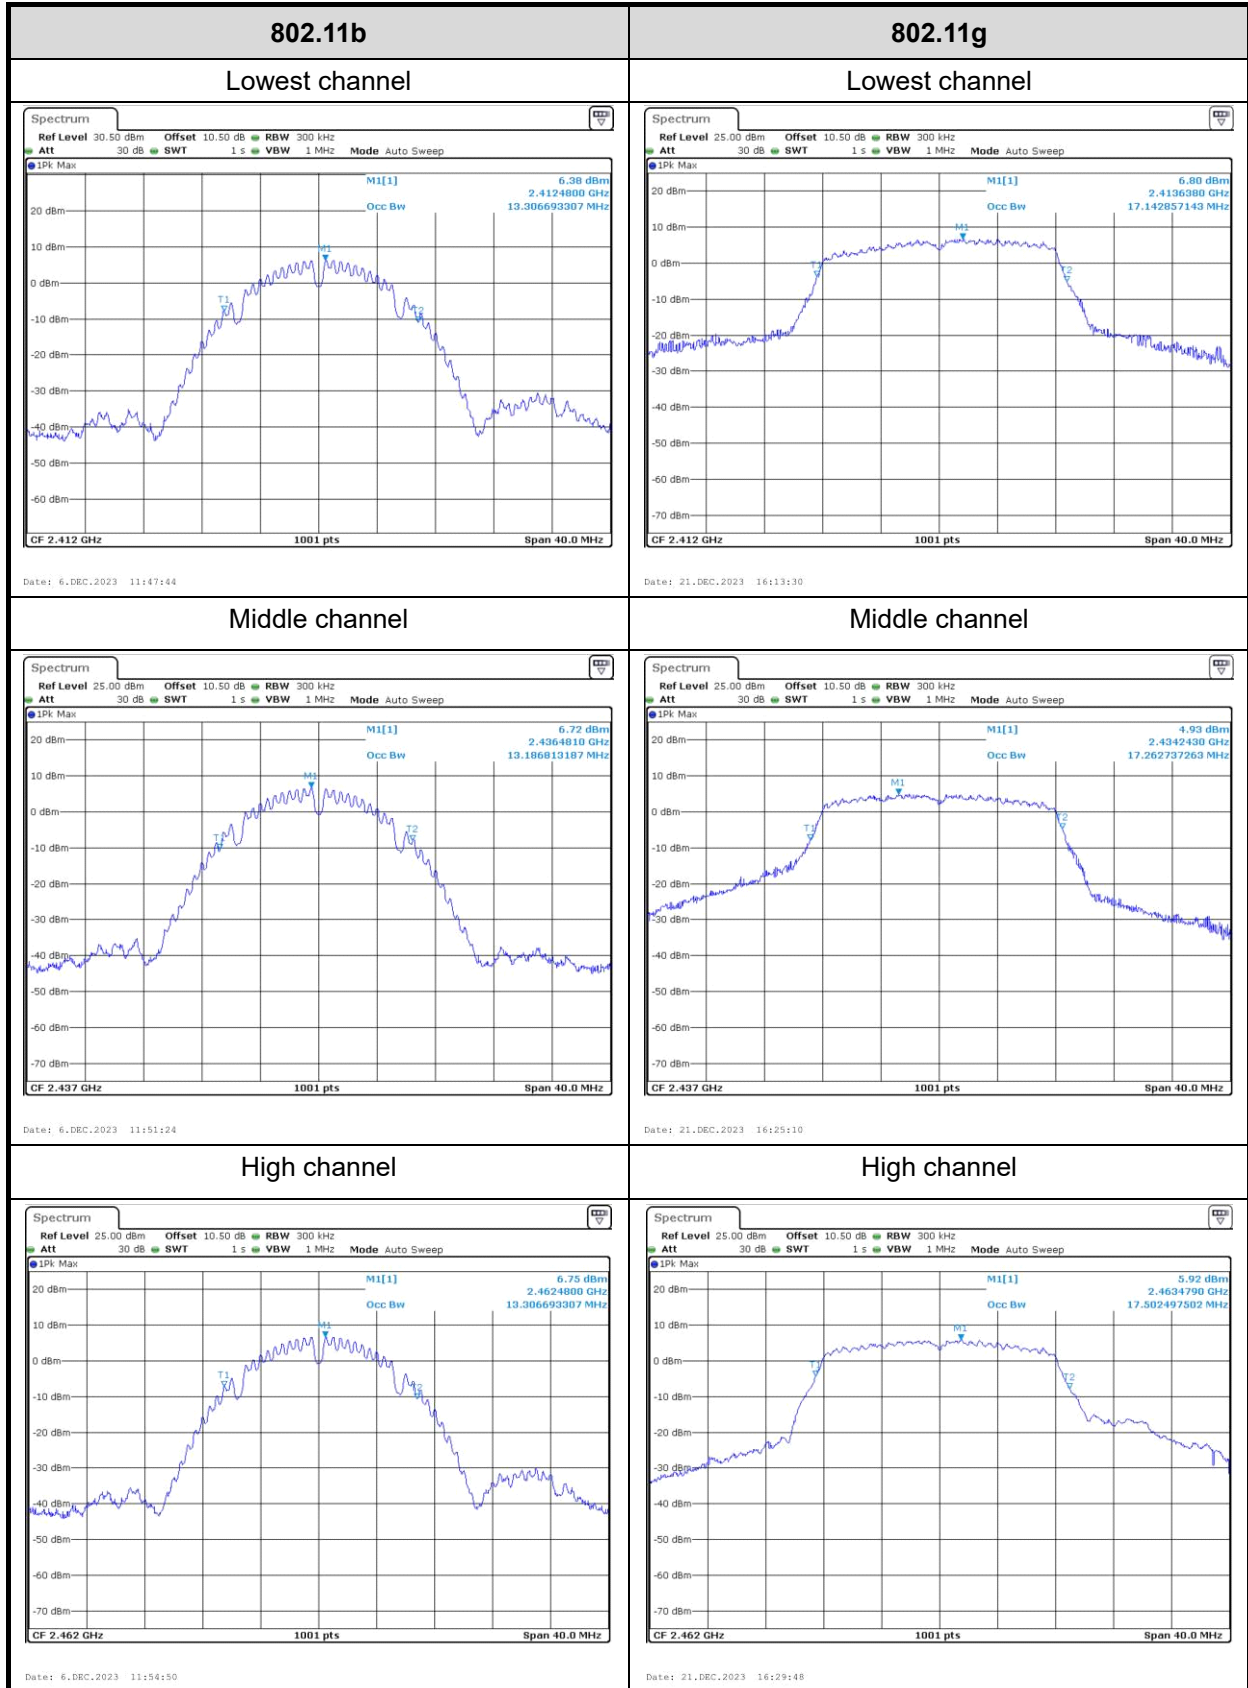 802.11b
802.11g
Lowest channel
Lowest channel
Spectrum
Ref Level 30.50 dBm Offset 10.50 dB RBW 300 kHz
Att 30 dB SWT 1 s VBW 1 MHz Mode Auto Sweep
1Pk Max
M1[1] 6.38 dBm
2.4124800 GHz
Occ Bw 13.306693307 MHz
20 dBm
10 dBm
M1
0 dBm
T1
T2
-10 dBm
-20 dBm
-30 dBm
-40 dBm
-50 dBm
-60 dBm
CF 2.412 GHz 1001 pts Span 40.0 MHz
Date: 6.DEC.2023 11:47:44
Spectrum
Ref Level 25.00 dBm Offset 10.50 dB RBW 300 kHz
Att 30 dB SWT 1 s VBW 1 MHz Mode Auto Sweep
1Pk Max
M1[1] 6.80 dBm
2.4136380 GHz
Occ Bw 17.142857143 MHz
20 dBm
10 dBm
M1
0 dBm
T1
T2
-10 dBm
-20 dBm
-30 dBm
-40 dBm
-50 dBm
-60 dBm
-70 dBm
CF 2.412 GHz 1001 pts Span 40.0 MHz
Date: 21.DEC.2023 16:13:30
Middle channel
Middle channel
Spectrum
Ref Level 25.00 dBm Offset 10.50 dB RBW 300 kHz
Att 30 dB SWT 1 s VBW 1 MHz Mode Auto Sweep
1Pk Max
M1[1] 6.72 dBm
2.4364810 GHz
Occ Bw 13.186813187 MHz
20 dBm
10 dBm
M1
0 dBm
T1
T2
-10 dBm
-20 dBm
-30 dBm
-40 dBm
-50 dBm
-60 dBm
-70 dBm
CF 2.437 GHz 1001 pts Span 40.0 MHz
Date: 6.DEC.2023 11:51:24
Spectrum
Ref Level 25.00 dBm Offset 10.50 dB RBW 300 kHz
Att 30 dB SWT 1 s VBW 1 MHz Mode Auto Sweep
1Pk Max
M1[1] 4.93 dBm
2.4342430 GHz
Occ Bw 17.262737263 MHz
20 dBm
10 dBm
M1
0 dBm
T1
T2
-10 dBm
-20 dBm
-30 dBm
-40 dBm
-50 dBm
-60 dBm
-70 dBm
CF 2.437 GHz 1001 pts Span 40.0 MHz
Date: 21.DEC.2023 16:25:10
High channel
High channel
Spectrum
Ref Level 25.00 dBm Offset 10.50 dB RBW 300 kHz
Att 30 dB SWT 1 s VBW 1 MHz Mode Auto Sweep
1Pk Max
M1[1] 6.75 dBm
2.4624800 GHz
Occ Bw 13.306693307 MHz
20 dBm
10 dBm
M1
0 dBm
T1
T2
-10 dBm
-20 dBm
-30 dBm
-40 dBm
-50 dBm
-60 dBm
-70 dBm
CF 2.462 GHz 1001 pts Span 40.0 MHz
Date: 6.DEC.2023 11:54:50
Spectrum
Ref Level 25.00 dBm Offset 10.50 dB RBW 300 kHz
Att 30 dB SWT 1 s VBW 1 MHz Mode Auto Sweep
1Pk Max
M1[1] 5.92 dBm
2.4634790 GHz
Occ Bw 17.502497502 MHz
20 dBm
10 dBm
M1
0 dBm
T1
T2
-10 dBm
-20 dBm
-30 dBm
-40 dBm
-50 dBm
-60 dBm
-70 dBm
CF 2.462 GHz 1001 pts Span 40.0 MHz
Date: 21.DEC.2023 16:29:48